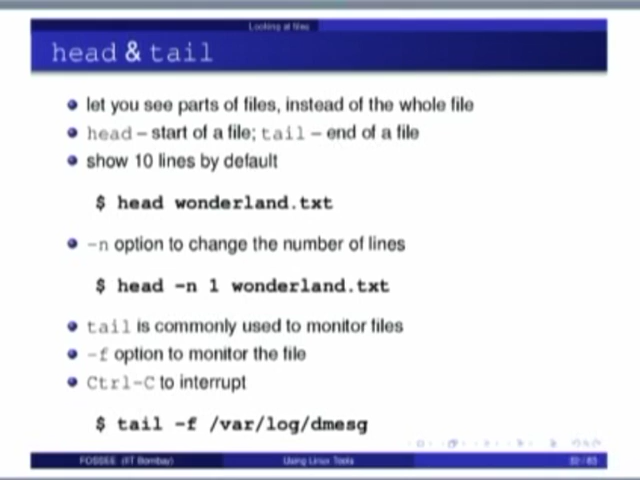 Looking at files
head & tail
let you see parts of files, instead of the whole file
head – start of a file; tail – end of a file
show 10 lines by default
$ head wonderland.txt
-n option to change the number of lines
$ head -n 1 wonderland.txt
tail is commonly used to monitor files
-f option to monitor the file
Ctrl-C to interrupt
$ tail -f /var/log/dmesg
FOSSEE (IIT Bombay) Using Linux Tools